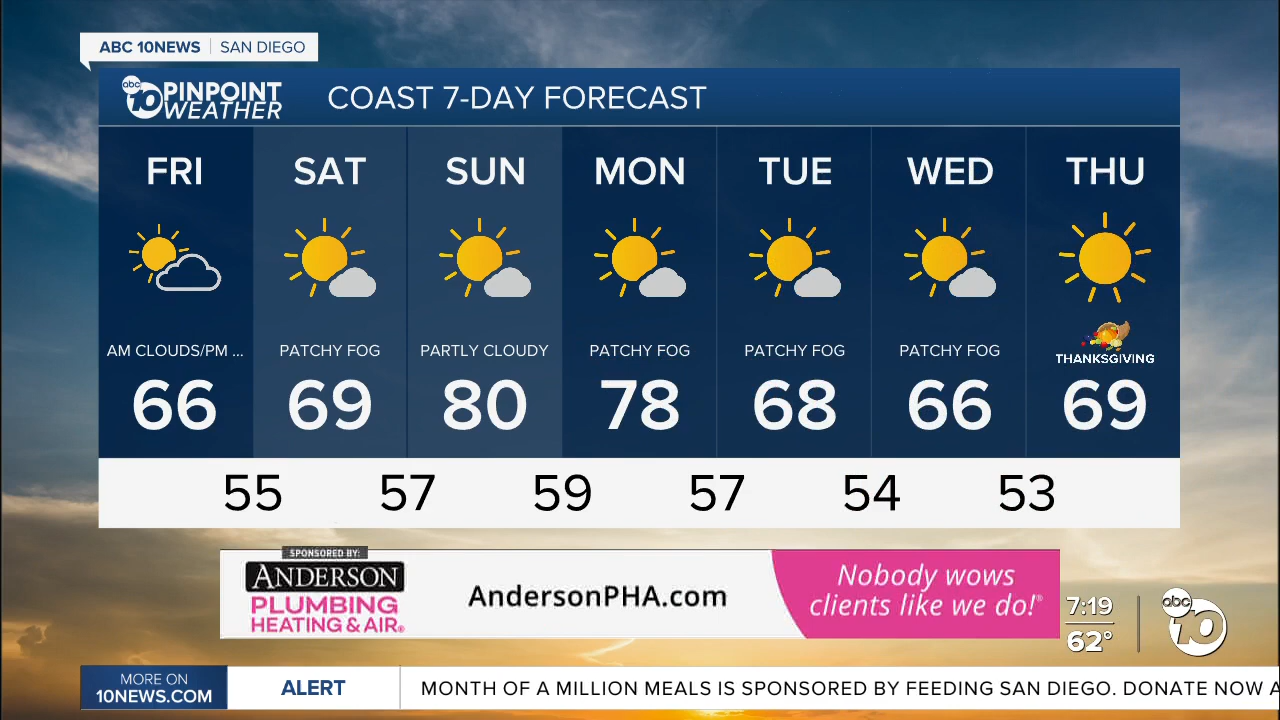 ABC 10NEWS | SAN DIEGO
abc 10 PINPOINT WEATHER
COAST 7-DAY FORECAST
FRI SAT SUN MON TUE WED THU
AM CLOUDS/PM ... PATCHY FOG PARTLY CLOUDY PATCHY FOG PATCHY FOG PATCHY FOG THANKSGIVING
66 69 80 78 68 66 69
55 57 59 57 54 53
SPONSORED BY:
ANDERSON
PLUMBING
HEATING & AIR®
AndersonPHA.com
Nobody wows
clients like we do!®
7:19
62°
abc 10
MORE ON
10NEWS.COM
ALERT
MONTH OF A MILLION MEALS IS SPONSORED BY FEEDING SAN DIEGO. DONATE NOW A